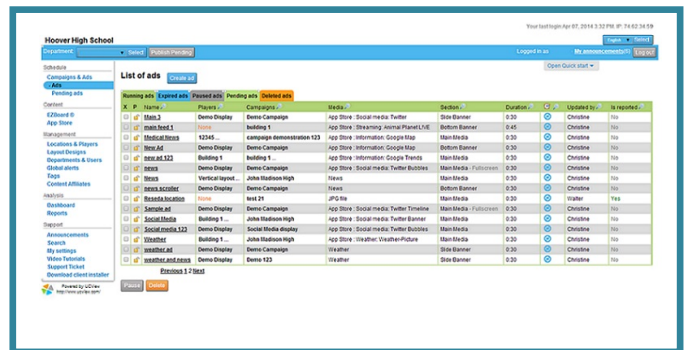 Your last login: Apr 07, 2014 3:32 PM. IP: 74.62.34.59
Hoover High School
English Select
Department: Select Publish Pending Logged in as My announcements(0) Log out
Open Quick start
Schedule
Campaigns & Ads
- Ads
Pending ads
Content
EZBoard ®
App Store
Management
Locations & Players
Layout Designs
Departments & Users
Global alerts
Tags
Content Affiliates
Analysis
Dashboard
Reports
Support
Announcements
Search
My settings
Video Tutorials
Support Ticket
Download client installer
Powered by UCView
http://www.ucview.com/
List of ads Create ad
Running ads Expired ads Paused ads Pending ads Deleted ads
X P Name Players Campaigns Media Section Duration Updated by Is reported
Main 3 Demo Display Demo Campaign App Store : Social media: Twitter Side Banner 0:30 Christine No
main feed 1 None building 1 App Store : Streaming: Animal Planet LIVE Bottom Banner 0:45 Christine No
Medical News 12345... campaign demonstration 123 App Store : Information: Google Map Main Media 0:30 Christine No
New Ad Demo Display Demo Campaign App Store : Information: Google Map Bottom Banner 0:30 Christine No
new ad 123 Building 1 building 1... App Store : Information: Google Trends Main Media 0:30 Christine No
news Demo Display Demo Campaign App Store : Social media: Twitter Bubbles Main Media - Fullscreen 0:30 Christine No
News Vertical layout... John Madison High News Main Media 0:30 Christine No
news scroller Demo Display Demo Campaign News Bottom Banner 0:30 Christine No
Reseda location None test 21 JPG file Main Media 0:30 Walter Yes
Sample ad Demo Display Demo Campaign App Store : Social media: Twitter Timeline Main Media - Fullscreen 0:30 Christine No
Social Media Building 1 ... John Madison High App Store : Social media: Twitter Banner Main Media 0:30 Christine No
Social media 123 Demo Display Social Media display App Store : Social media: Twitter Bubbles Main Media 0:30 Christine No
Weather Building 1 ... John Madison High App Store : Weather: Weather-Picture Main Media 0:30 Christine No
weather ad Demo Display Demo Campaign Weather Side Banner 0:30 Christine No
weather and news Demo Display Demo 123 Weather Side Banner 0:30 Christine No
Previous 1 2 Next
Pause Delete